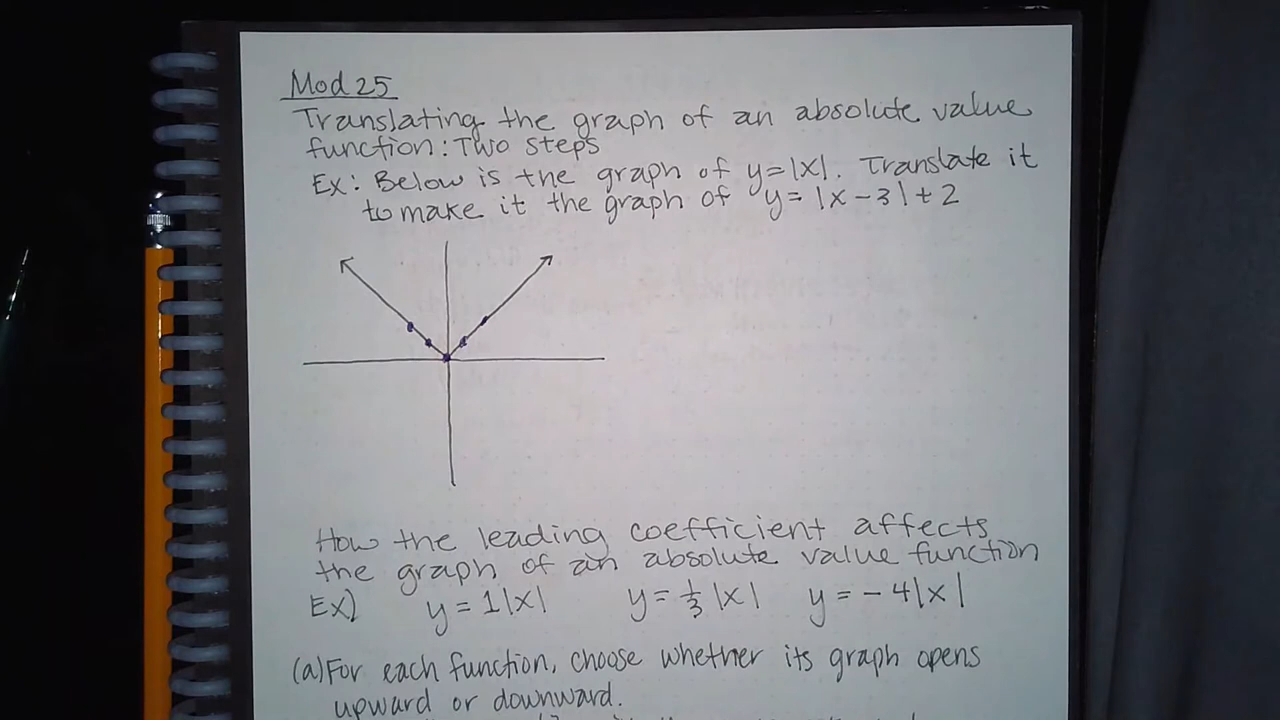 Mod 25
Translating the graph of an absolute value
function: Two Steps
Ex: Below is the graph of y=|x|. Translate it
to make it the graph of y= |x-3|+2
How the leading coefficient affects
the graph of an absolute value function
Ex) y=1|x| y=⅓|x| y=-4|x|
(a) For each function, choose whether its graph opens
upward or downward.